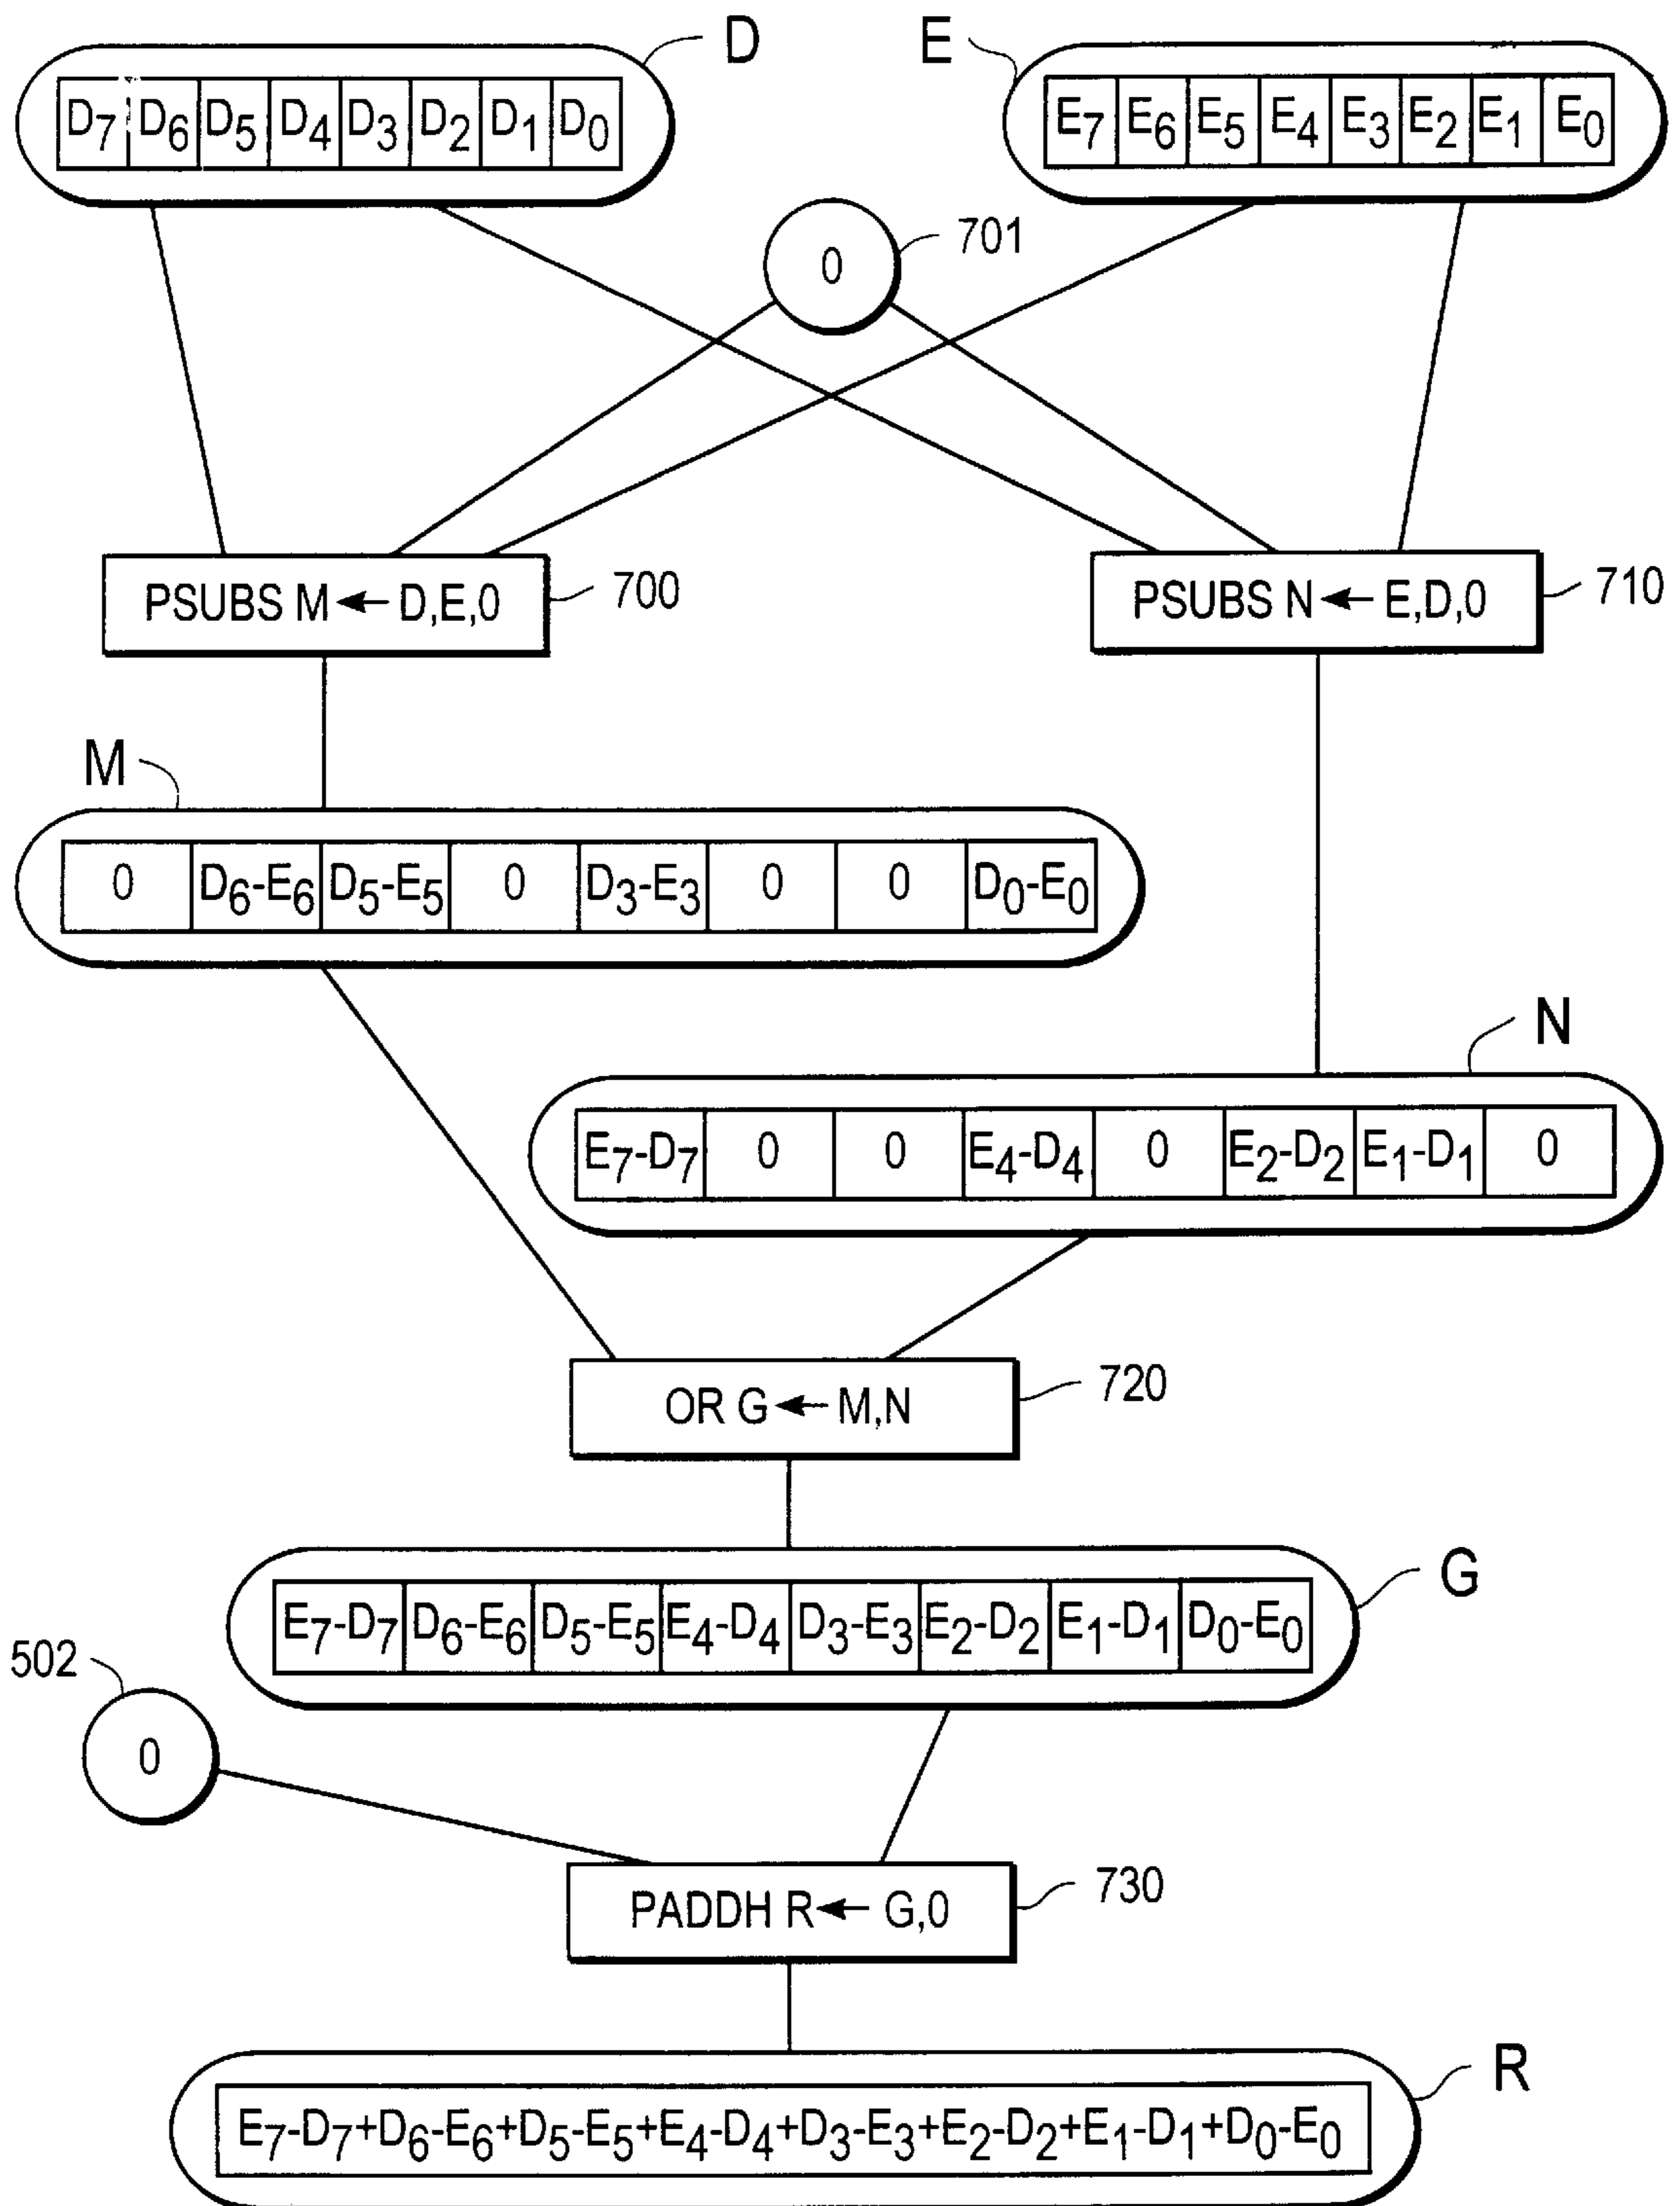 D
E
D7 D6 D5 D4 D3 D2 D1 D0
E7 E6 E5 E4 E3 E2 E1 E0
0
701
PSUBS M ← D,E,0
700
PSUBS N ← E,D,0
710
M
0 D6-E6 D5-E5 0 D3-E3 0 0 D0-E0
N
E7-D7 0 0 E4-D4 0 E2-D2 E1-D1 0
OR G ← M,N
720
G
E7-D7 D6-E6 D5-E5 E4-D4 D3-E3 E2-D2 E1-D1 D0-E0
502
0
PADDH R ← G,0
730
R
E7-D7+D6-E6+D5-E5+E4-D4+D3-E3+E2-D2+E1-D1+D0-E0